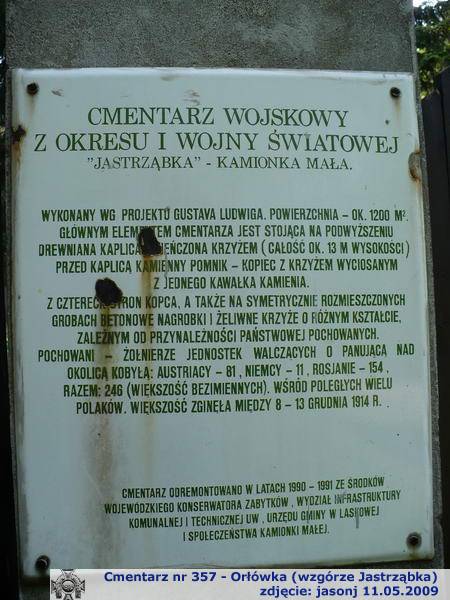 CMENTARZ WOJSKOWY
Z OKRESU I WOJNY ŚWIATOWEJ
"JASTRZĄBKA" - KAMIONKA MAŁA.
WYKONANY WG PROJEKTU GUSTAVA LUDWIGA. POWIERZCHNIA - OK. 1200 M².
GŁÓWNYM ELEMENTEM CMENTARZA JEST STOJĄCA NA PODWYŻSZENIU
DREWNIANA KAPLICA ZWIEŃCZONA KRZYŻEM (CAŁOŚĆ OK. 13 M WYSOKOŚCI)
PRZED KAPLICĄ KAMIENNY POMNIK - KOPIEC Z KRZYŻEM WYCIOSANYM
Z JEDNEGO KAWAŁKA KAMIENIA.
Z CZTERECH STRON KOPCA, A TAKŻE NA SYMETRYCZNIE ROZMIESZCZONYCH
GROBACH BETONOWE NAGROBKI I ŻELIWNE KRZYŻE O RÓŻNYM KSZTAŁCIE,
ZALEŻNYM OD PRZYNALEŻNOŚCI PAŃSTWOWEJ POCHOWANYCH.
POCHOWANI - ŻOŁNIERZE JEDNOSTEK WALCZĄCYCH O PANUJĄCĄ NAD
OKOLICĄ KOBYŁĄ: AUSTRIACY - 81, NIEMCY - 11, ROSJANIE - 154,
RAZEM: 246 (WIĘKSZOŚĆ BEZIMIENNYCH). WŚRÓD POLEGŁYCH WIELU
POLAKÓW. WIĘKSZOŚĆ ZGINĘŁA MIĘDZY 8 - 13 GRUDNIA 1914 R.
CMENTARZ ODREMONTOWANO W LATACH 1990 - 1991 ZE ŚRODKÓW
WOJEWÓDZKIEGO KONSERWATORA ZABYTKÓW, WYDZIAŁ INFRASTRUKTURY
KOMUNALNEJ I TECHNICZNEJ UW, URZĘDU GMINY W LASKOWEJ
I SPOŁECZEŃSTWA KAMIONKI MAŁEJ.
Cmentarz nr 357 - Orłówka (wzgórze Jastrząbka)
zdjęcie: jasonj 11.05.2009